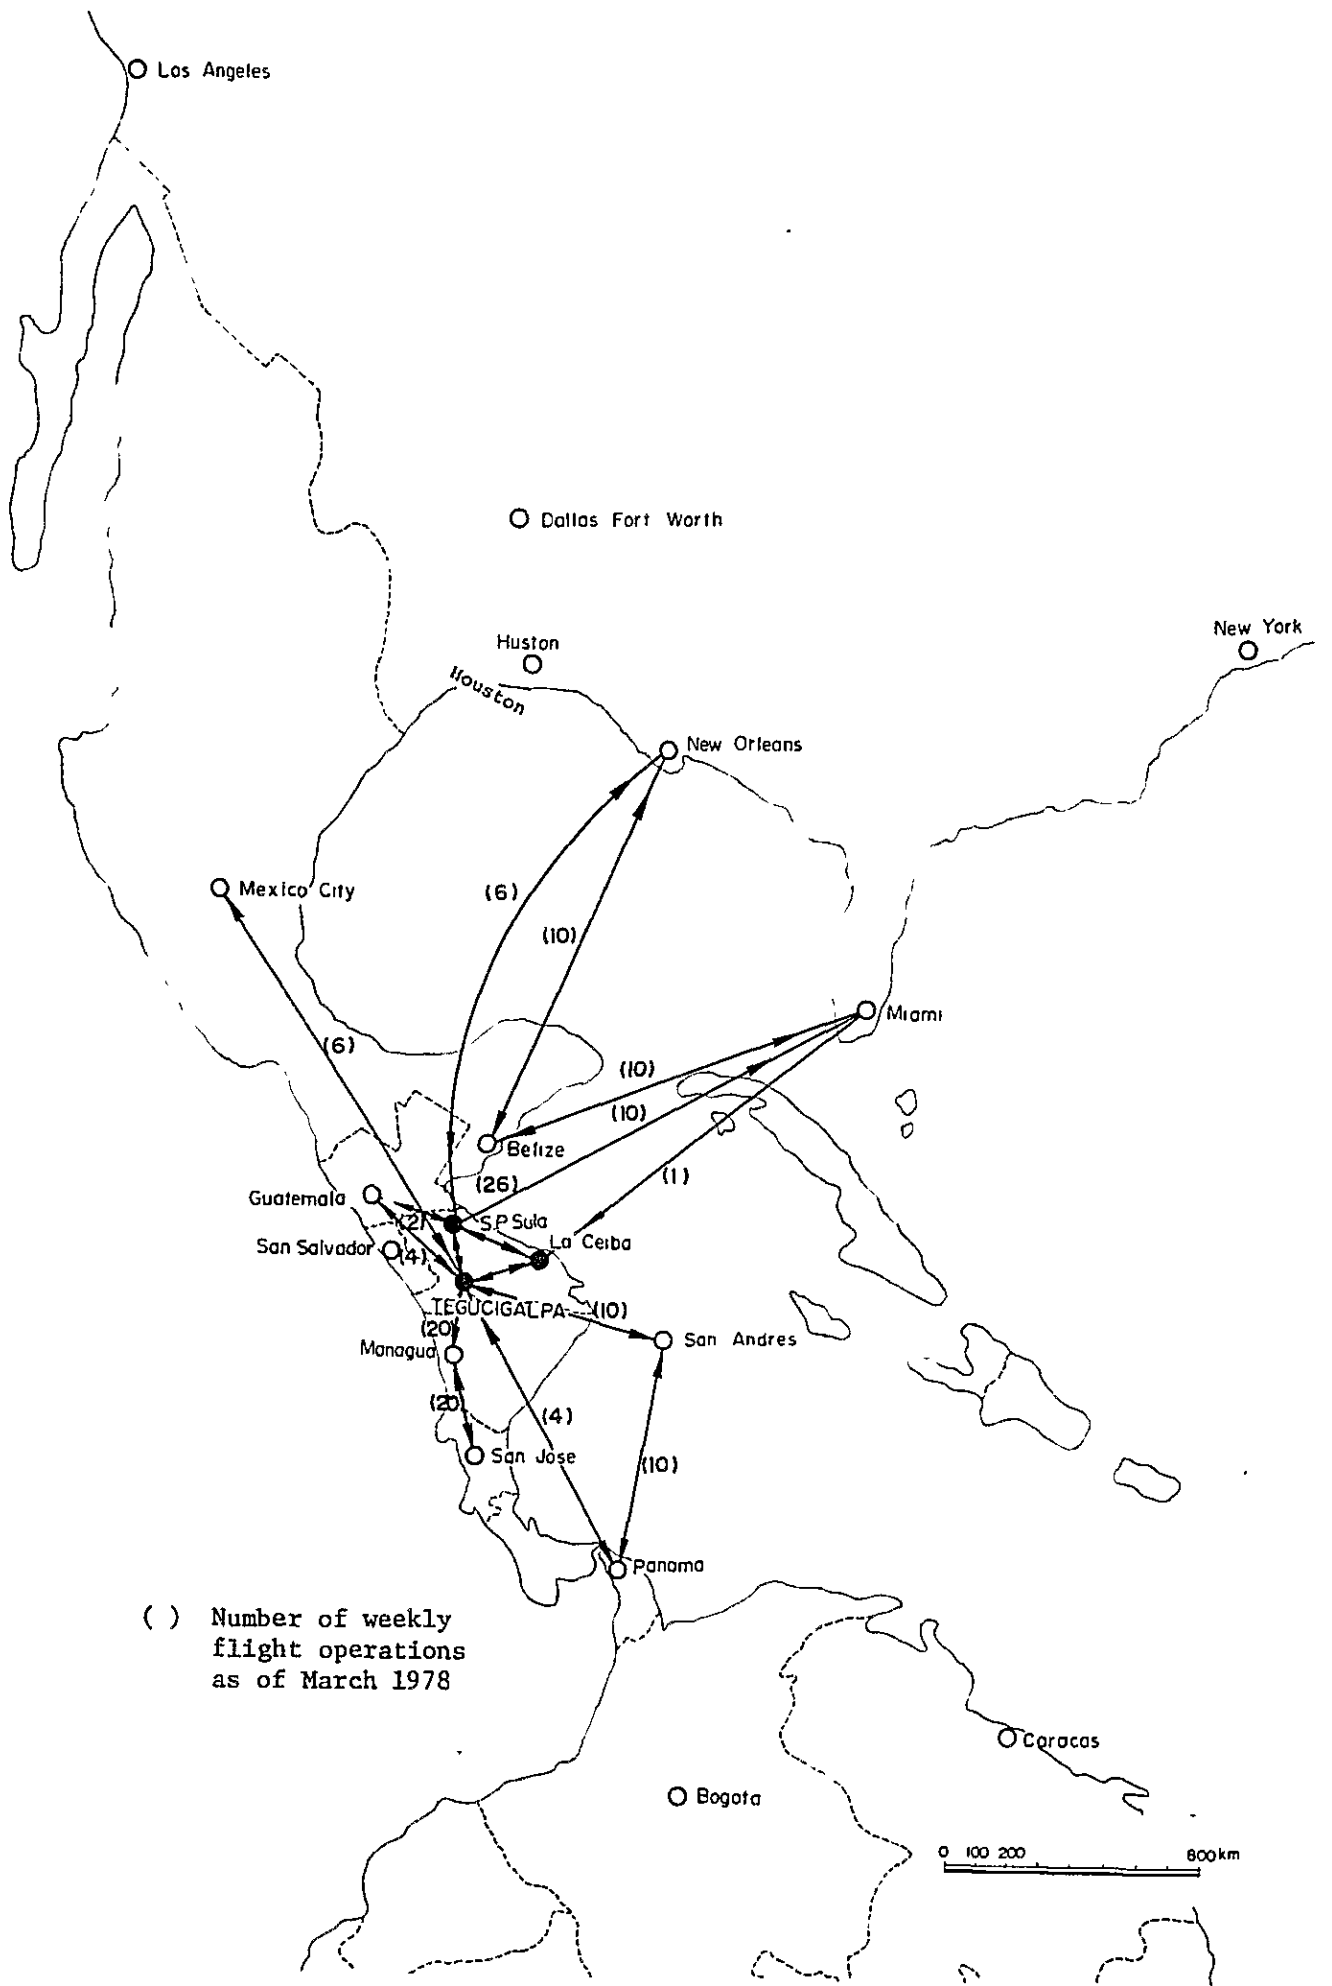 Los Angeles
Dallas Fort Worth
Huston
Houston
New York
New Orleans
Mexico City
(6)
(10)
Miami
(6)
(10)
(10)
Belize
(1)
(26)
Guatemala
(2)
S.P. Sula
La Ceiba
San Salvador
(4)
TEGUCIGALPA
(10)
(20)
San Andres
Managua
(20)
(4)
San Jose
(10)
Panama
( ) Number of weekly
flight operations
as of March 1978
Caracas
Bogota
0 100 200 800 km